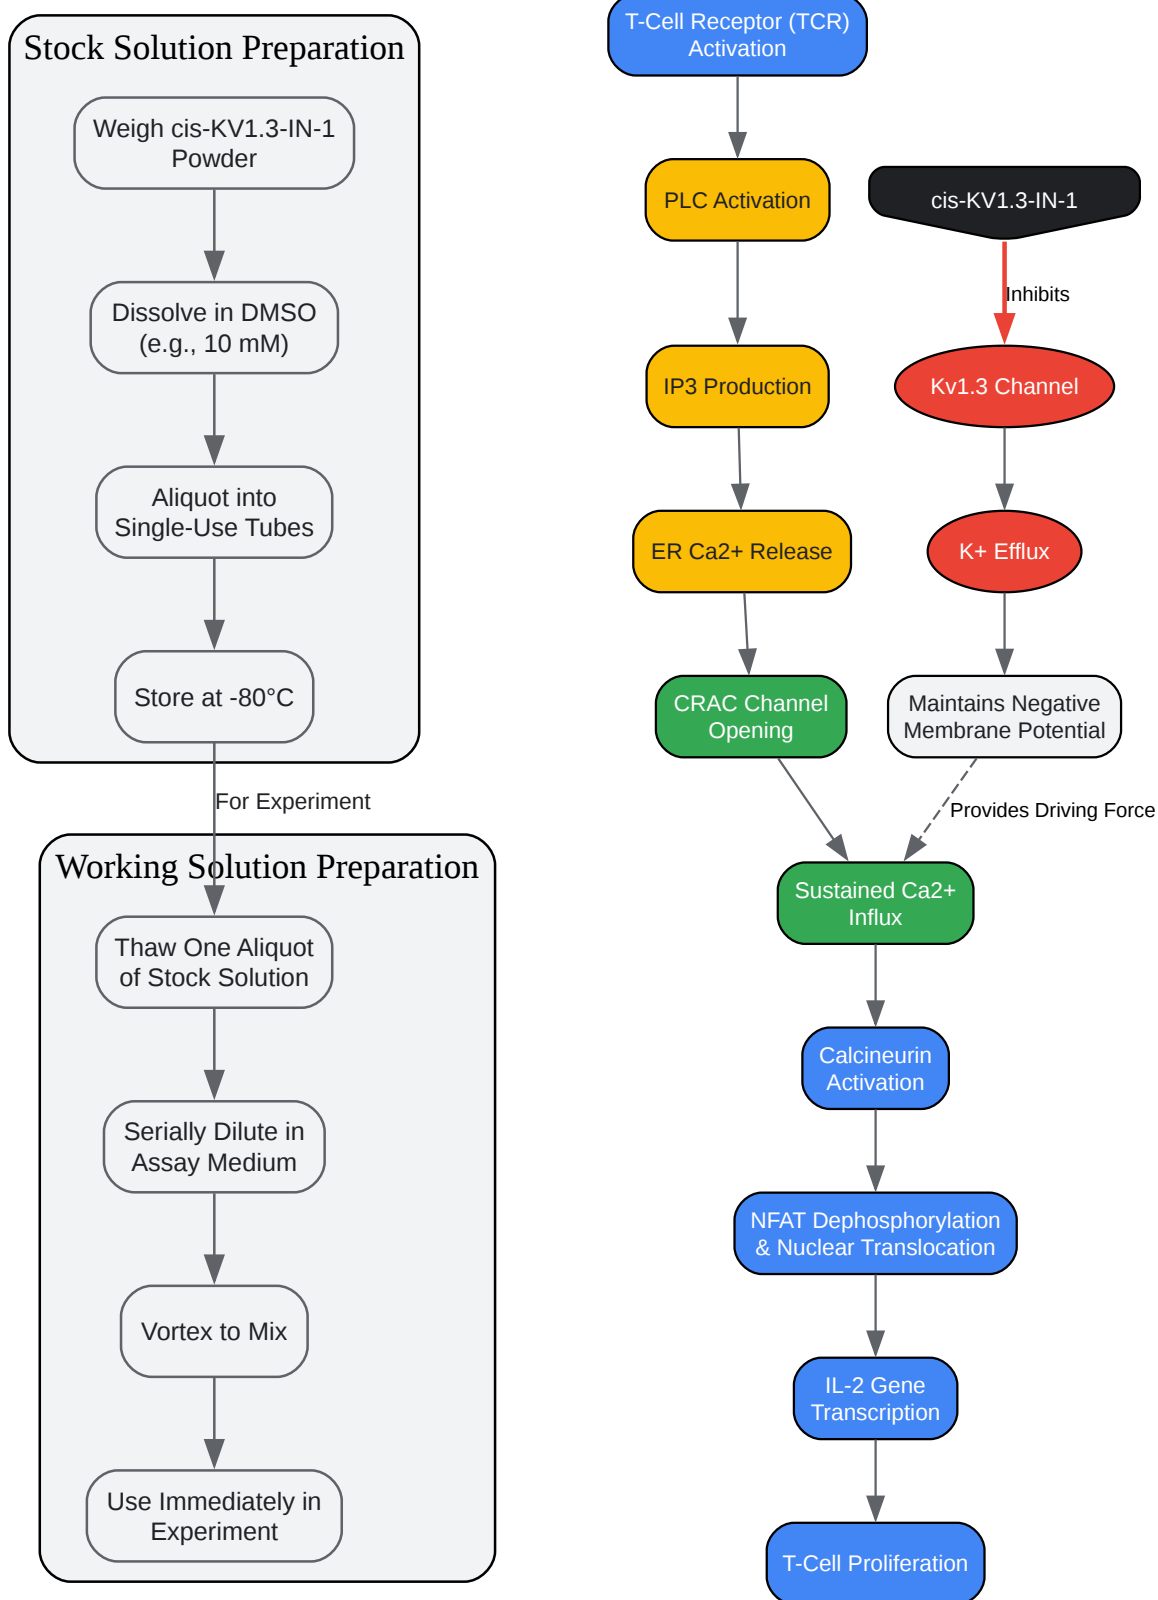 Stock Solution Preparation
Weigh cis-KV1.3-IN-1
Powder
Dissolve in DMSO
(e.g., 10 mM)
Aliquot into
Single-Use Tubes
Store at -80°C
For Experiment
Working Solution Preparation
Thaw One Aliquot
of Stock Solution
Serially Dilute in
Assay Medium
Vortex to Mix
Use Immediately in
Experiment
T-Cell Receptor (TCR)
Activation
PLC Activation
cis-KV1.3-IN-1
Inhibits
IP3 Production
Kv1.3 Channel
ER Ca2+ Release
K+ Efflux
CRAC Channel
Opening
Maintains Negative
Membrane Potential
Provides Driving Force
Sustained Ca2+
Influx
Calcineurin
Activation
NFAT Dephosphorylation
& Nuclear Translocation
IL-2 Gene
Transcription
T-Cell Proliferation